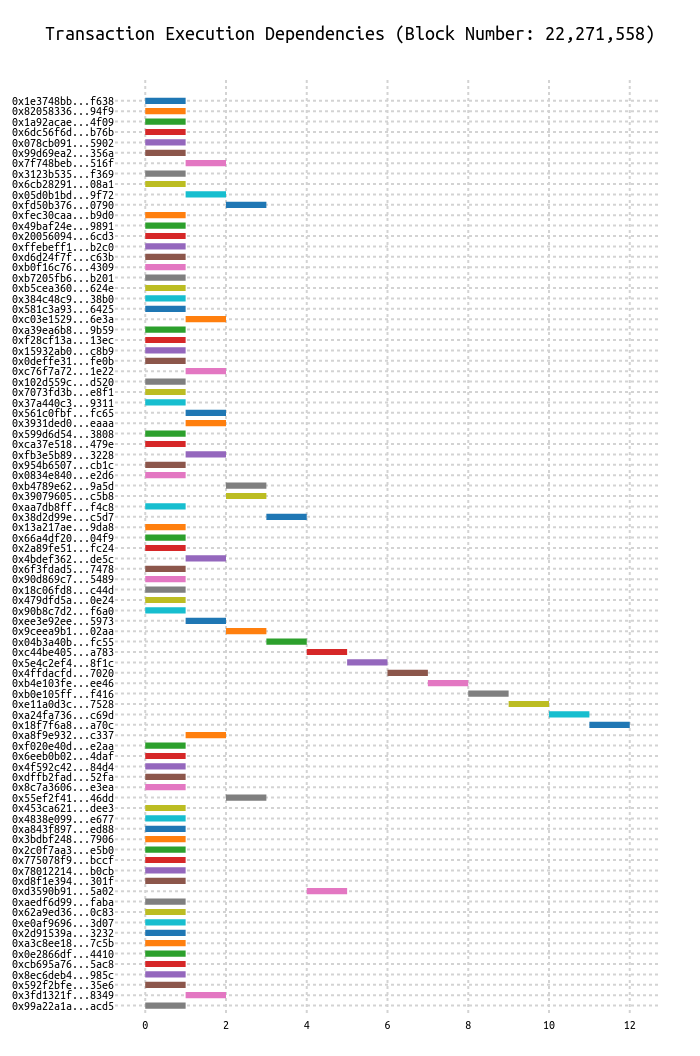 Transaction Execution Dependencies (Block Number: 22,271,558)
0x1e3748bb...f638
0x82058336...94f9
0x1a92acae...4f09
0x6dc56f6d...b76b
0x078cb091...5902
0x99d69ea2...356a
0x7f748beb...516f
0x3123b535...f369
0x6cb28291...08a1
0x05d0b1bd...9f72
0xfd50b376...0790
0xfec30caa...b9d0
0x49baf24e...9891
0x20056094...6cd3
0xffebeff1...b2c0
0xd6d24f7f...c63b
0xb0f16c76...4309
0xb7205fb6...b201
0xb5cea360...624e
0x384c48c9...38b0
0x581c3a93...6425
0xc03e1529...6e3a
0xa39ea6b8...9b59
0xf28cf13a...13ec
0x15932ab0...c8b9
0x0deffe31...fe0b
0xc76f7a72...1e22
0x102d559c...d520
0x7073fd3b...e8f1
0x37a440c3...9311
0x561c0fbf...fc65
0x3931ded0...eaaa
0x599d6d54...3808
0xca37e518...479e
0xfb3e5b89...3228
0x954b6507...cb1c
0x0834e840...e2d6
0xb4789e62...9a5d
0x39079605...c5b8
0xaa7db8ff...f4c8
0x38d2d99e...c5d7
0x13a217ae...9da8
0x66a4df20...04f9
0x2a89fe51...fc24
0x4bdef362...de5c
0x6f3fdad5...7478
0x90d869c7...5489
0x18c06fd8...c44d
0x479dfd5a...0e24
0x90b8c7d2...f6a0
0xee3e92ee...5973
0x9ceea9b1...02aa
0x04b3a40b...fc55
0xc44be405...a783
0x5e4c2ef4...8f1c
0x4ffdacfd...7020
0xb4e103fe...ee46
0xb0e105ff...f416
0xe11a0d3c...7528
0xa24fa736...c69d
0x18f7f6a8...a70c
0xa8f9e932...c337
0xf020e40d...e2aa
0x6eeb0b02...4daf
0x4f592c42...84d4
0xdffb2fad...52fa
0x8c7a3606...e3ea
0x55ef2f41...46dd
0x453ca621...dee3
0x4838e099...e677
0xa843f897...ed88
0x3bdbf248...7906
0x2c0f7aa3...e5b0
0x775078f9...bccf
0x78012214...b0cb
0xd8f1e394...301f
0xd3590b91...5a02
0xaedf6d99...faba
0x62a9ed36...0c83
0xe0af9696...3d07
0x2d91539a...3232
0xa3c8ee18...7c5b
0x0e2866df...4410
0xcb695a76...5ac8
0x8ec6deb4...985c
0x592f2bfe...35e6
0x3fd1321f...8349
0x99a22a1a...acd5
0 2 4 6 8 10 12